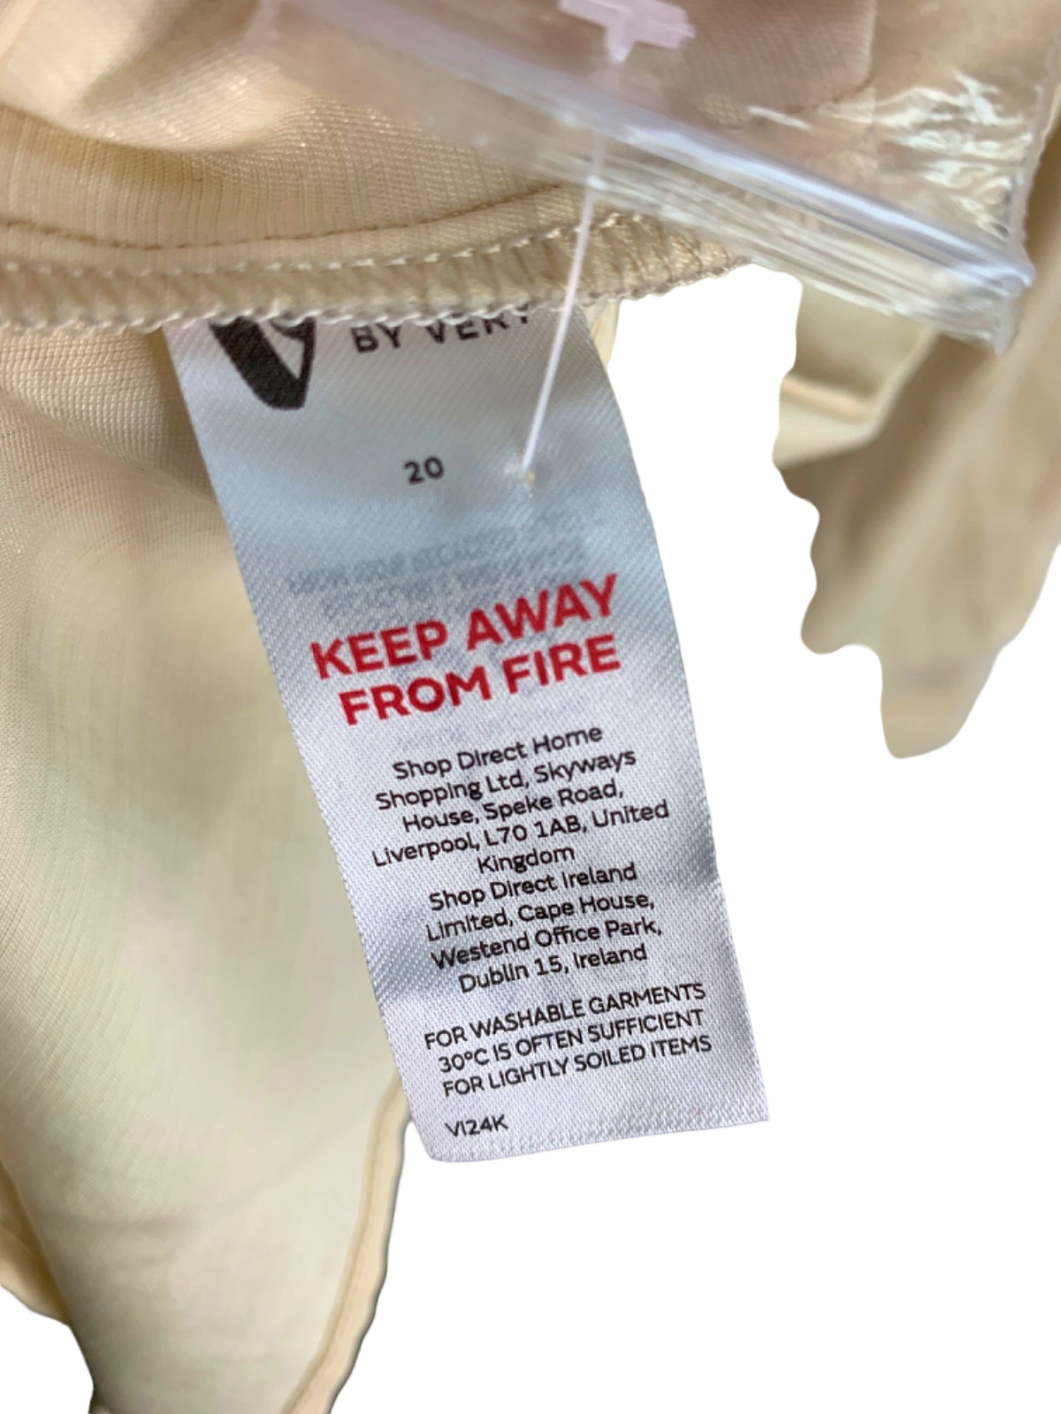 BY VERY
20
KEEP AWAY
FROM FIRE
Shop Direct Home
Shopping Ltd, Skyways
House, Speke Road,
Liverpool, L70 1AB, United
Kingdom
Shop Direct Ireland
Limited, Cape House,
Westend Office Park,
Dublin 15, Ireland
FOR WASHABLE GARMENTS
30°C IS OFTEN SUFFICIENT
FOR LIGHTLY SOILED ITEMS
VI24K